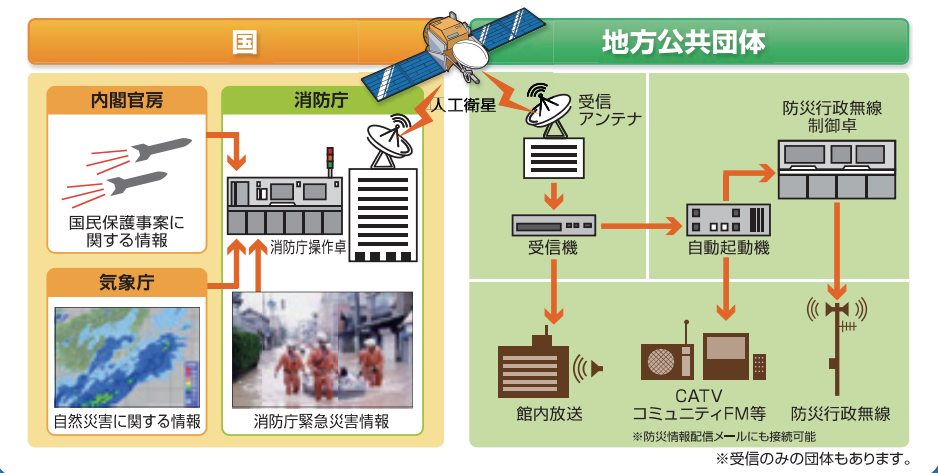 国
地方公共団体
人工衛星
内閣官房
国民保護事案に
関する情報
気象庁
自然災害に関する情報
消防庁
消防庁操作卓
消防庁緊急災害情報
受信
アンテナ
受信機
自動起動機
防災行政無線
制御卓
館内放送
CATV
コミュニティFM等
※防災情報配信メールにも接続可能
防災行政無線
※受信のみの団体もあります。